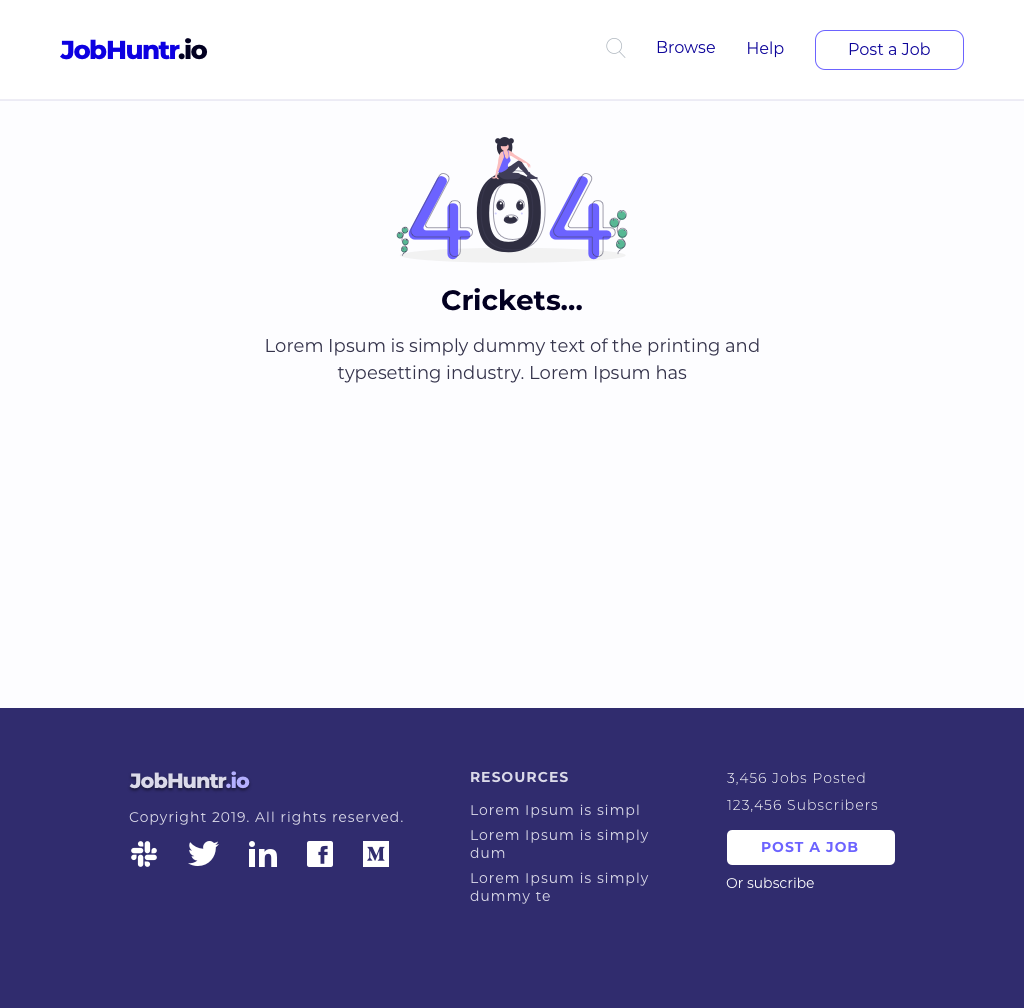 JobHuntr.io
Browse
Help
Post a Job
404
Crickets...
Lorem Ipsum is simply dummy text of the printing and
typesetting industry. Lorem Ipsum has
JobHuntr.io
Copyright 2019. All rights reserved.
in
f
M
RESOURCES
Lorem Ipsum is simpl
Lorem Ipsum is simply
dum
Lorem Ipsum is simply
dummy te
3,456 Jobs Posted
123,456 Subscribers
POST A JOB
Or subscribe